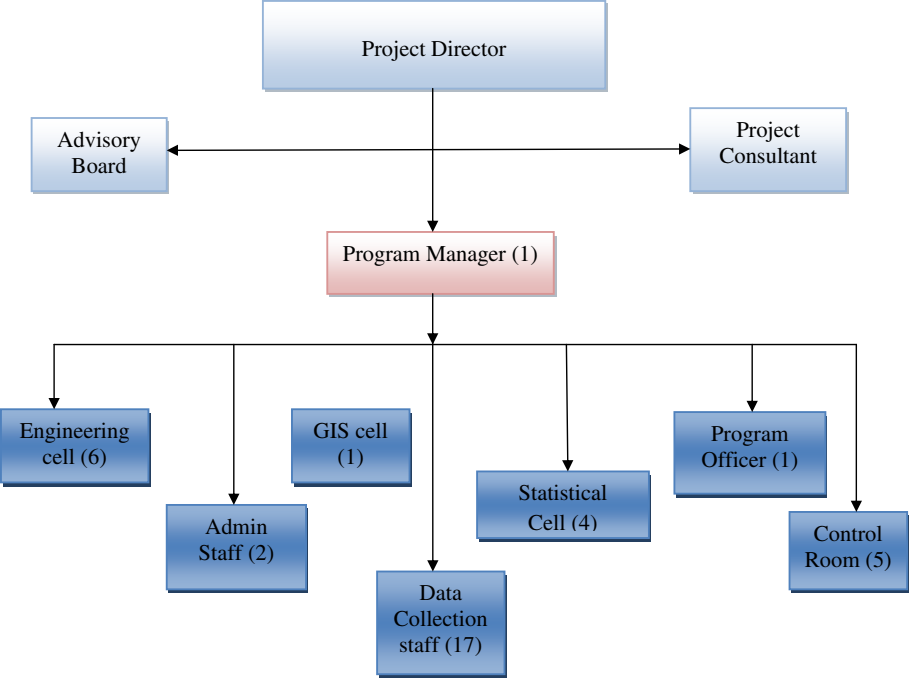 Project Director
Advisory
Board
Project
Consultant
Program Manager (1)
Engineering
cell (6)
GIS cell
(1)
Program
Officer (1)
Statistical
Cell (4)
Admin
Staff (2)
Control
Room (5)
Data
Collection
staff (17)